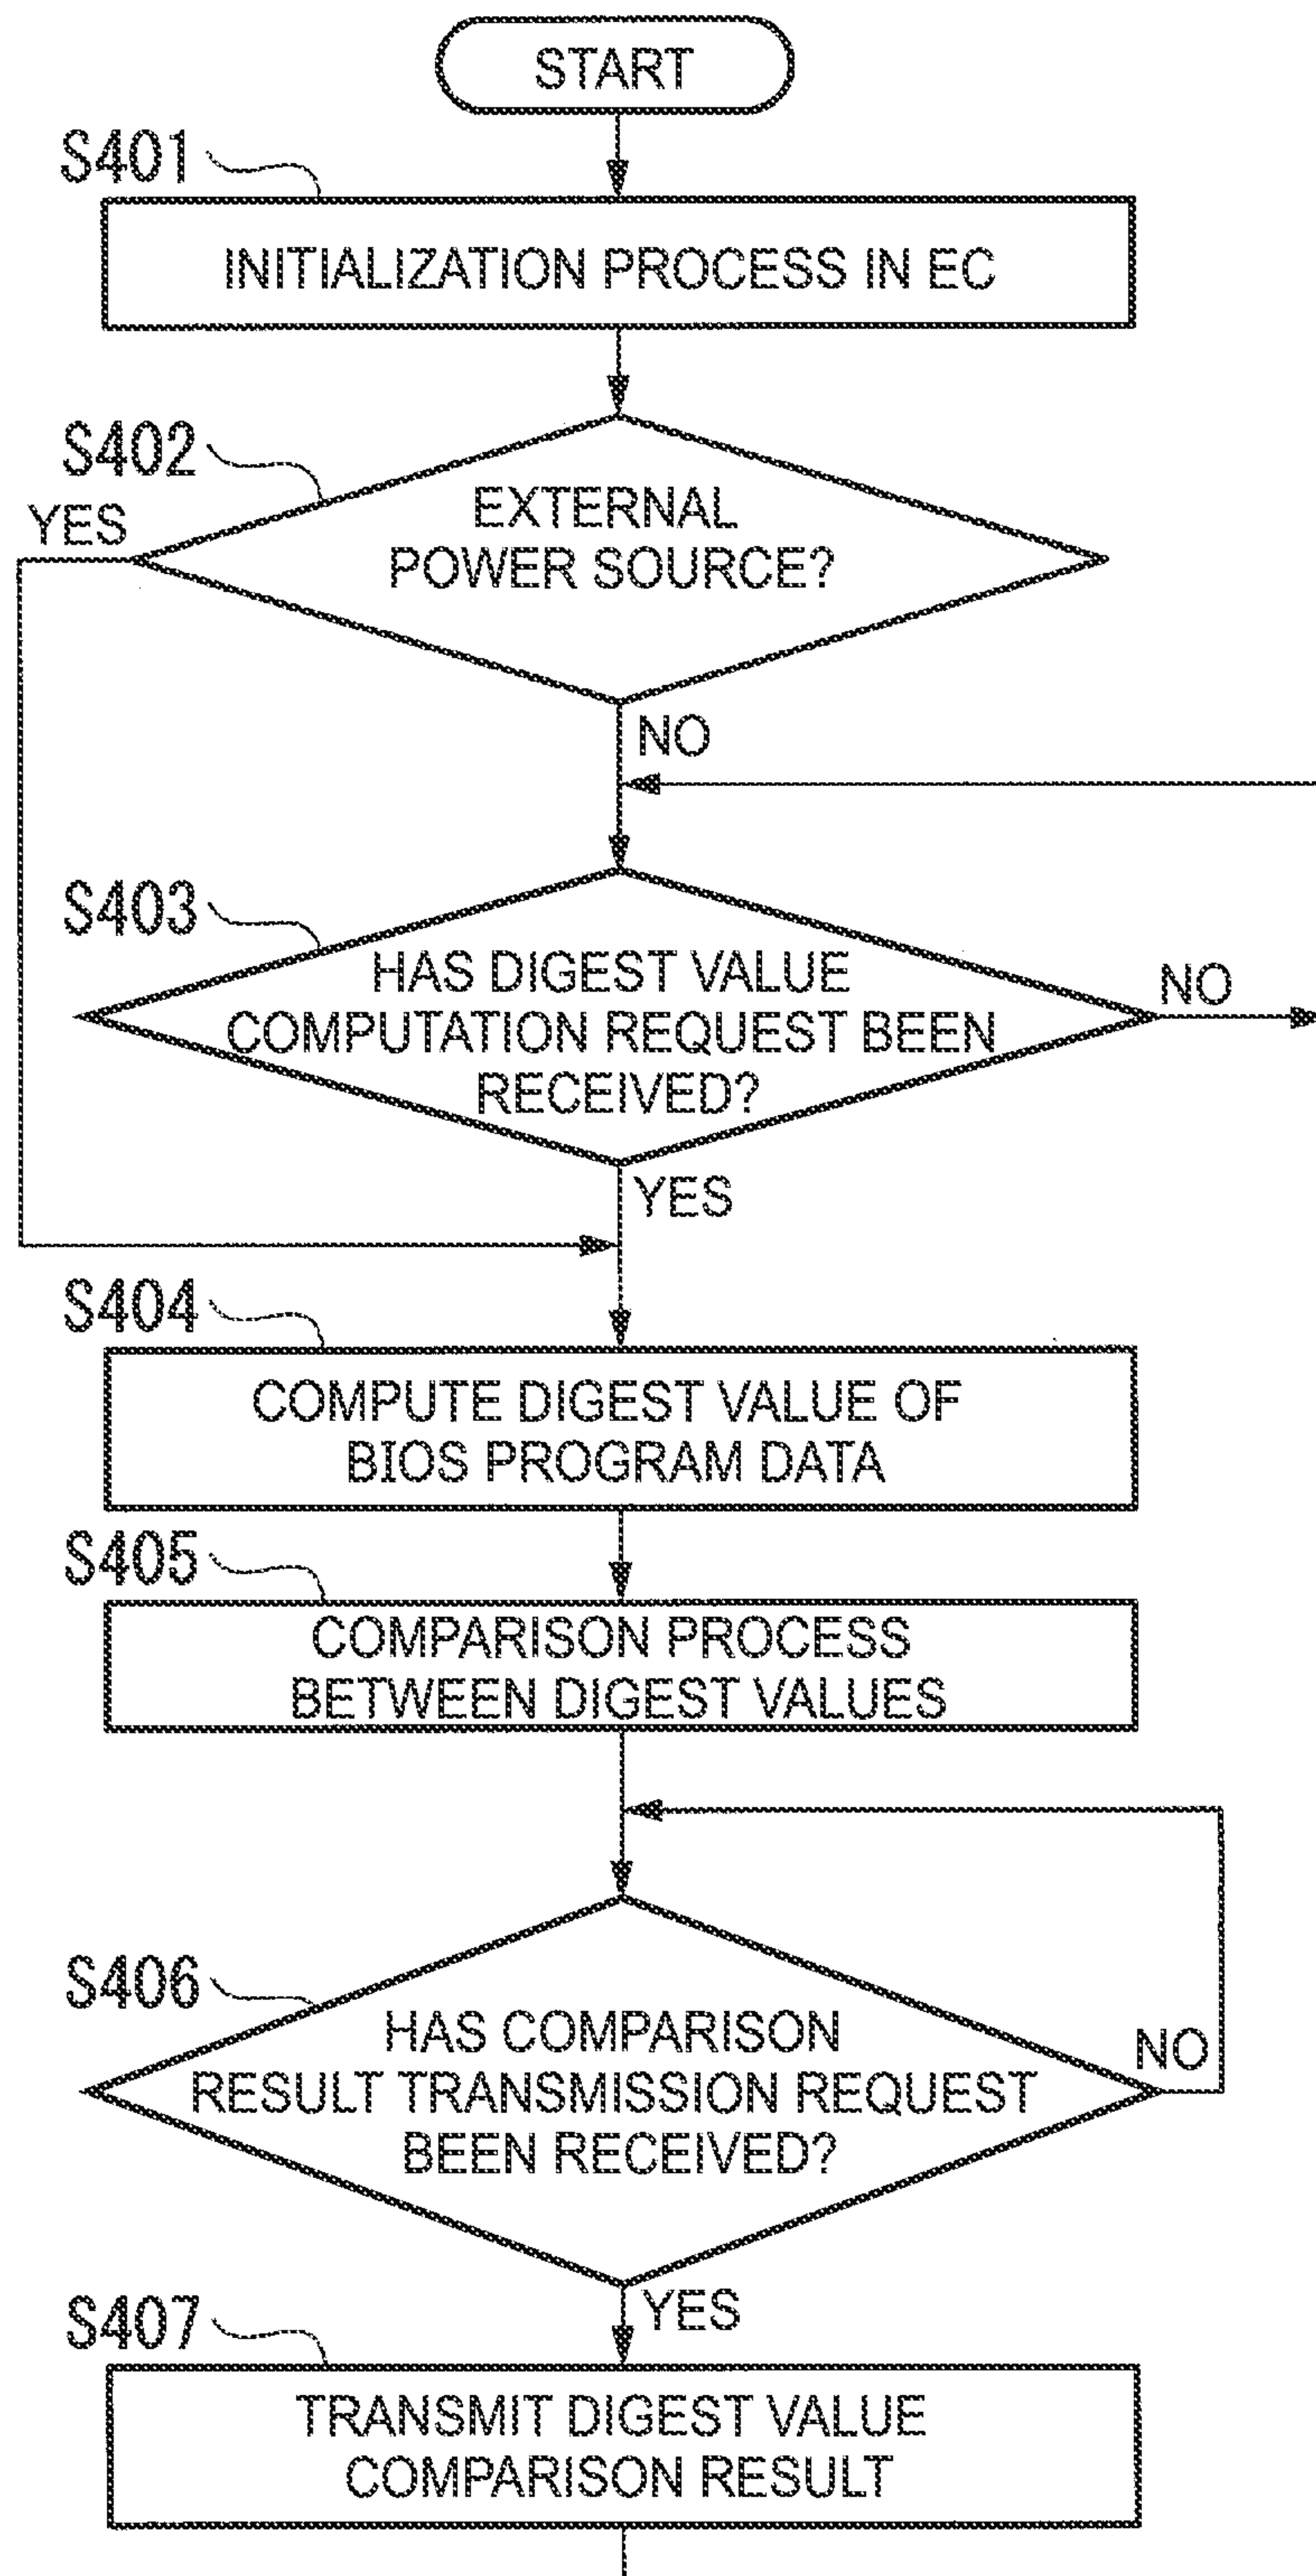 START
S401
INITIALIZATION PROCESS IN EC
S402
YES
EXTERNAL
POWER SOURCE?
NO
S403
HAS DIGEST VALUE
COMPUTATION REQUEST BEEN
RECEIVED?
NO
YES
S404
COMPUTE DIGEST VALUE OF
BIOS PROGRAM DATA
S405
COMPARISON PROCESS
BETWEEN DIGEST VALUES
S406
HAS COMPARISON
RESULT TRANSMISSION REQUEST
BEEN RECEIVED?
NO
YES
S407
TRANSMIT DIGEST VALUE
COMPARISON RESULT